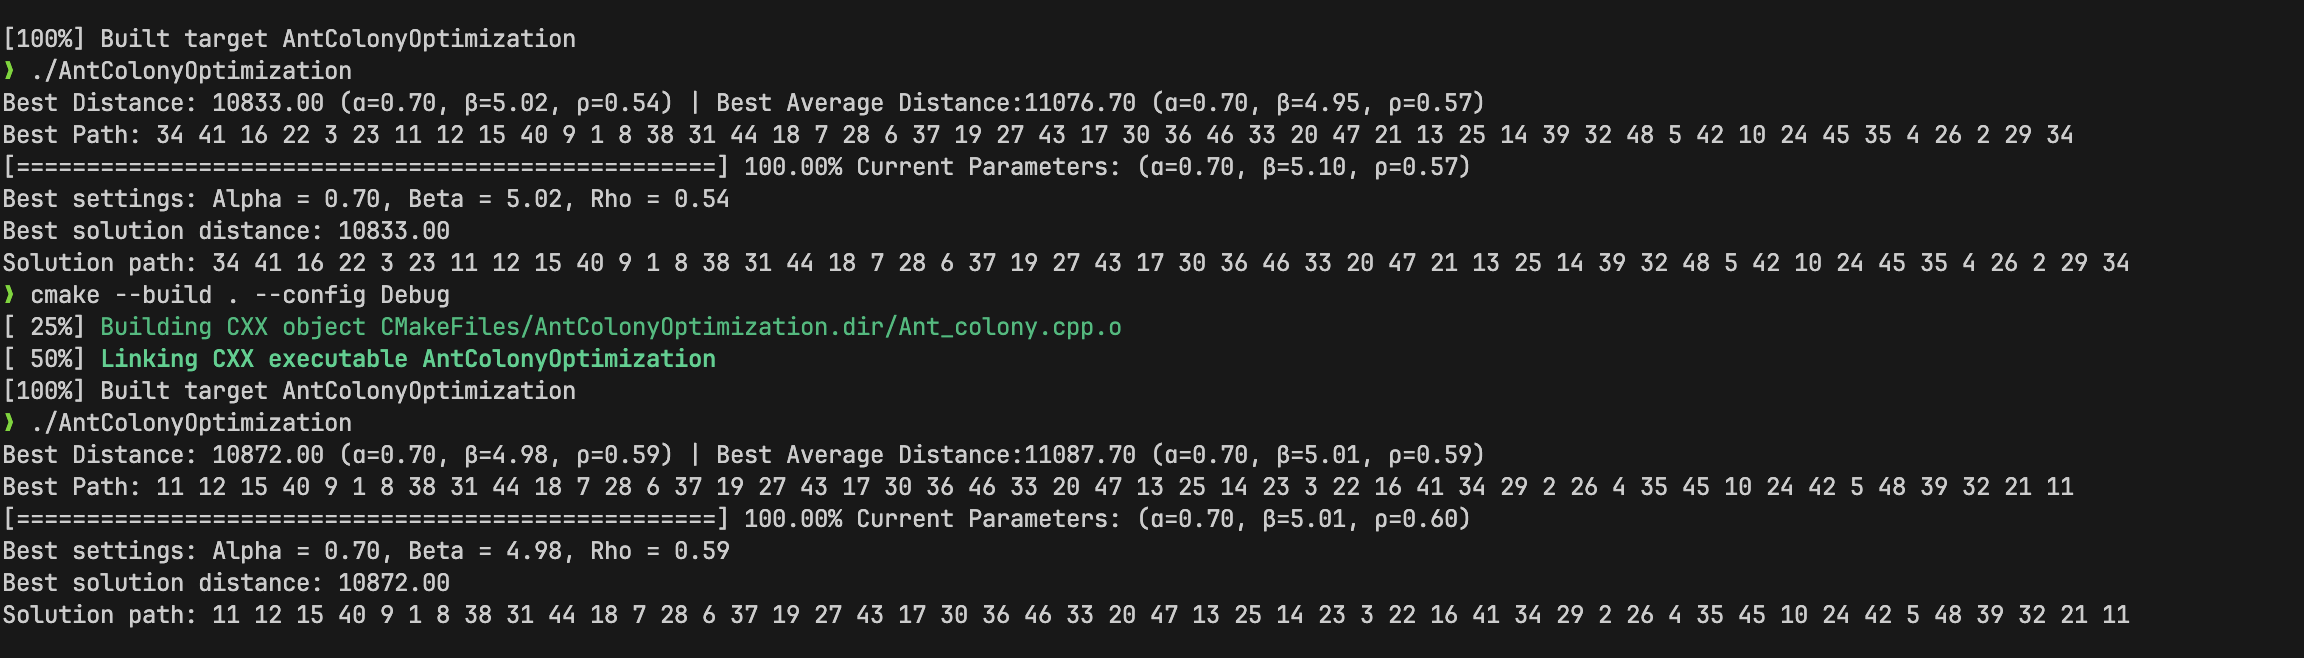 [100%] Built target AntColonyOptimization
❯ ./AntColonyOptimization
Best Distance: 10833.00 (α=0.70, β=5.02, ρ=0.54) | Best Average Distance:11076.70 (α=0.70, β=4.95, ρ=0.57)
Best Path: 34 41 16 22 3 23 11 12 15 40 9 1 8 38 31 44 18 7 28 6 37 19 27 43 17 30 36 46 33 20 47 21 13 25 14 39 32 48 5 42 10 24 45 35 4 26 2 29 34
[==================================================] 100.00% Current Parameters: (α=0.70, β=5.10, ρ=0.57)
Best settings: Alpha = 0.70, Beta = 5.02, Rho = 0.54
Best solution distance: 10833.00
Solution path: 34 41 16 22 3 23 11 12 15 40 9 1 8 38 31 44 18 7 28 6 37 19 27 43 17 30 36 46 33 20 47 21 13 25 14 39 32 48 5 42 10 24 45 35 4 26 2 29 34
❯ cmake --build . --config Debug
[ 25%] Building CXX object CMakeFiles/AntColonyOptimization.dir/Ant_colony.cpp.o
[ 50%] Linking CXX executable AntColonyOptimization
[100%] Built target AntColonyOptimization
❯ ./AntColonyOptimization
Best Distance: 10872.00 (α=0.70, β=4.98, ρ=0.59) | Best Average Distance:11087.70 (α=0.70, β=5.01, ρ=0.59)
Best Path: 11 12 15 40 9 1 8 38 31 44 18 7 28 6 37 19 27 43 17 30 36 46 33 20 47 13 25 14 23 3 22 16 41 34 29 2 26 4 35 45 10 24 42 5 48 39 32 21 11
[==================================================] 100.00% Current Parameters: (α=0.70, β=5.01, ρ=0.60)
Best settings: Alpha = 0.70, Beta = 4.98, Rho = 0.59
Best solution distance: 10872.00
Solution path: 11 12 15 40 9 1 8 38 31 44 18 7 28 6 37 19 27 43 17 30 36 46 33 20 47 13 25 14 23 3 22 16 41 34 29 2 26 4 35 45 10 24 42 5 48 39 32 21 11